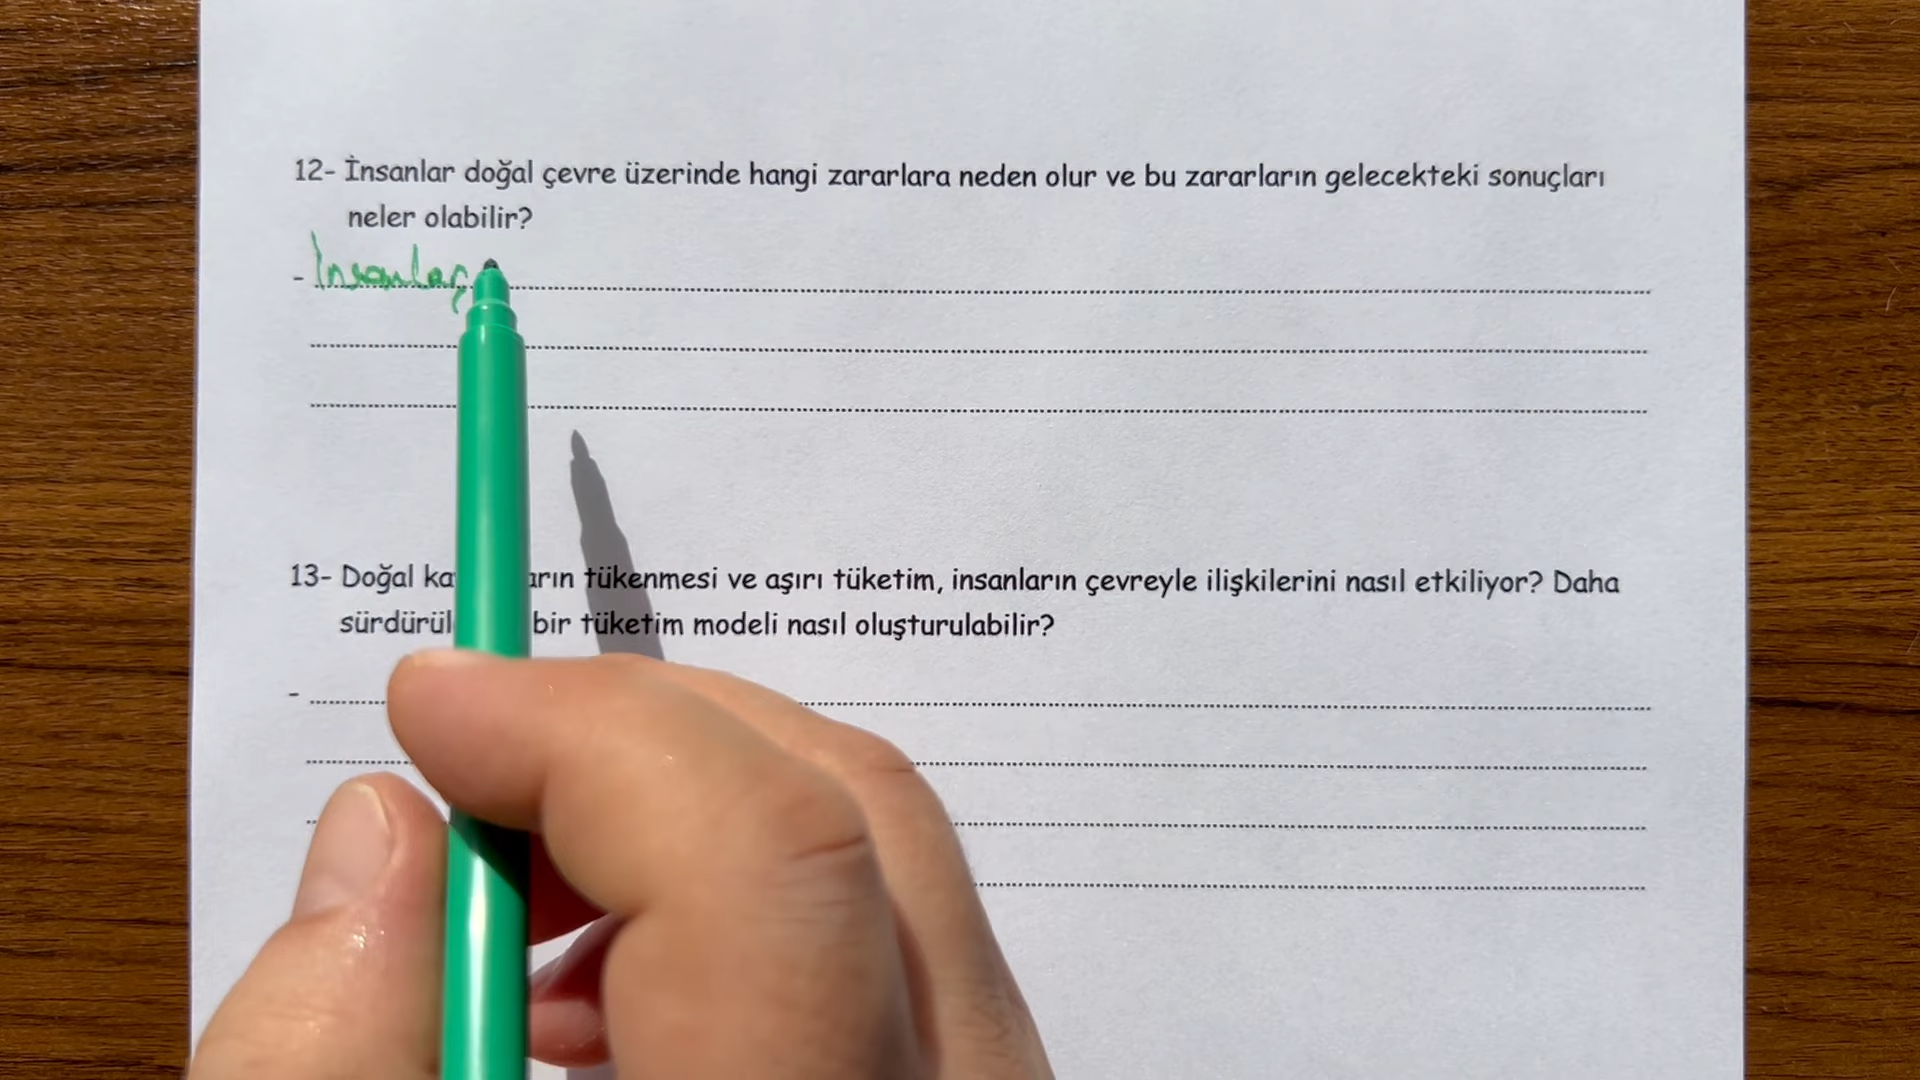 12- İnsanlar doğal çevre üzerinde hangi zararlara neden olur ve bu zararların gelecekteki sonuçları
neler olabilir?
- İnsanlar
13- Doğal ka arın tükenmesi ve aşırı tüketim, insanların çevreyle ilişkilerini nasıl etkiliyor? Daha
sürdürül bir tüketim modeli nasıl oluşturulabilir?
-